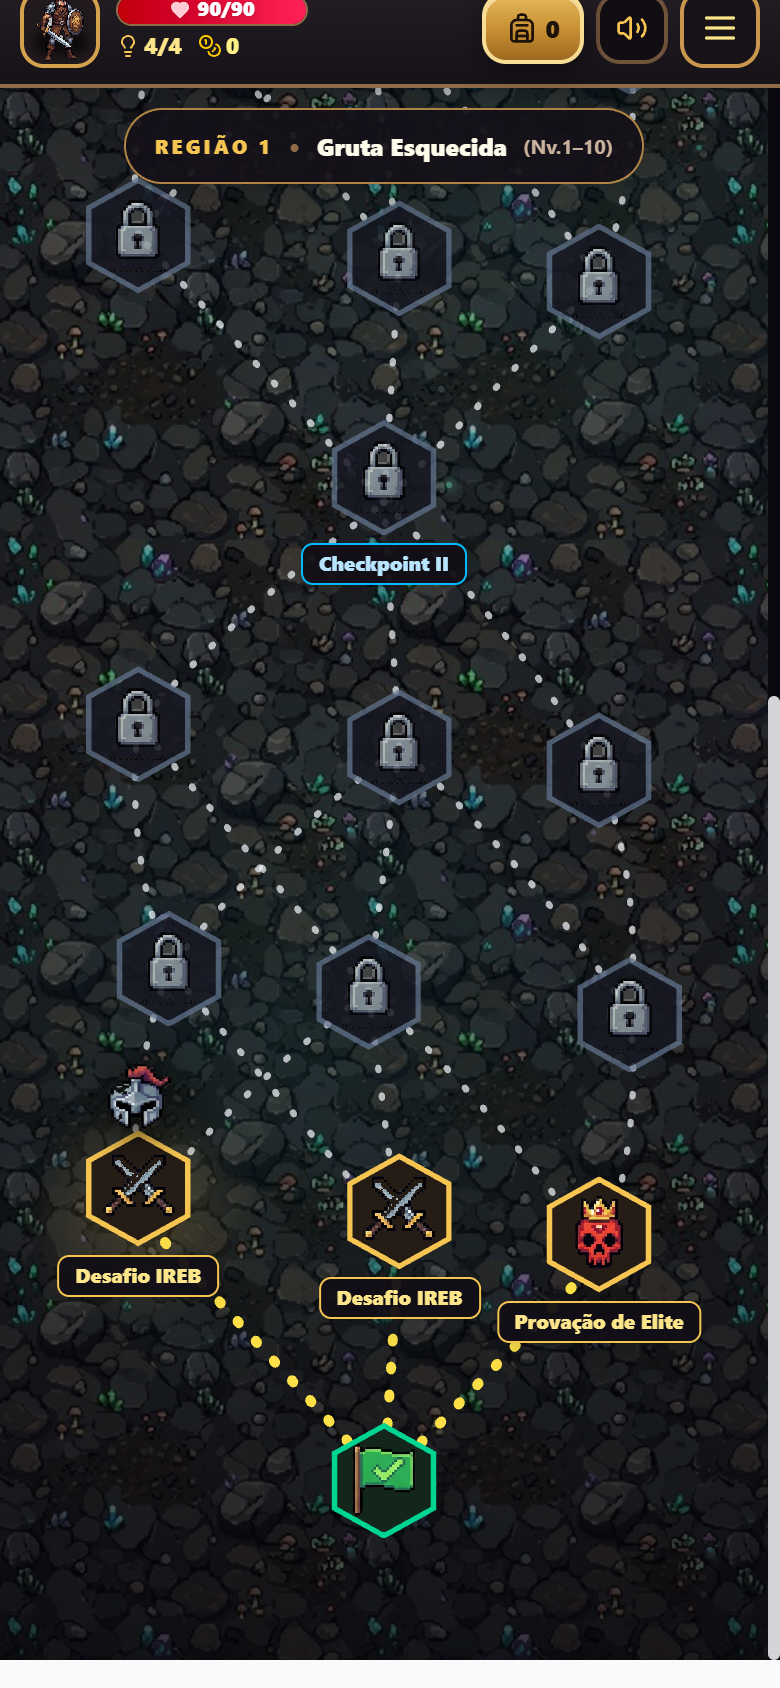 90/90
4/4 0
0
REGIÃO 1 • Gruta Esquecida (Nv.1–10)
Checkpoint II
Desafio IREB
Desafio IREB
Provação de Elite